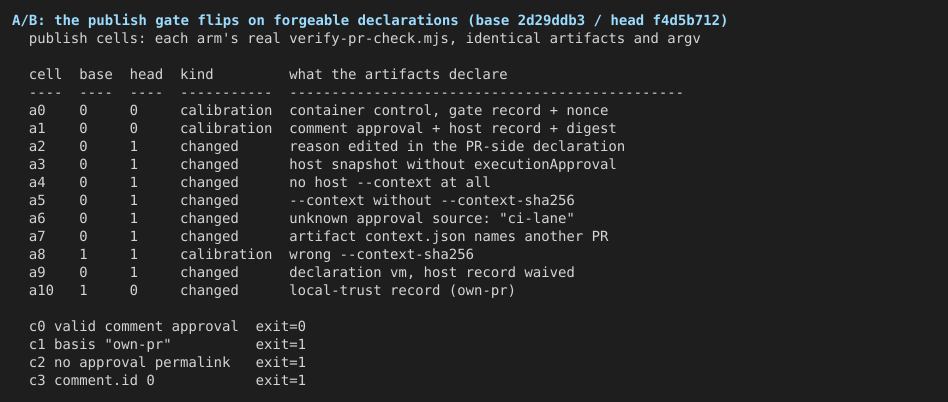 A/B: the publish gate flips on forgeable declarations (base 2d29ddb3 / head f4d5b712)
publish cells: each arm's real verify-pr-check.mjs, identical artifacts and argv
cell base head kind what the artifacts declare
---- ---- ---- ----------- -----------------------------------------------
a0 0 0 calibration container control, gate record + nonce
a1 0 0 calibration comment approval + host record + digest
a2 0 1 changed reason edited in the PR-side declaration
a3 0 1 changed host snapshot without executionApproval
a4 0 1 changed no host --context at all
a5 0 1 changed --context without --context-sha256
a6 0 1 changed unknown approval source: "ci-lane"
a7 0 1 changed artifact context.json names another PR
a8 1 1 calibration wrong --context-sha256
a9 0 1 changed declaration vm, host record waived
a10 1 0 changed local-trust record (own-pr)
c0 valid comment approval exit=0
c1 basis "own-pr" exit=1
c2 no approval permalink exit=1
c3 comment.id 0 exit=1